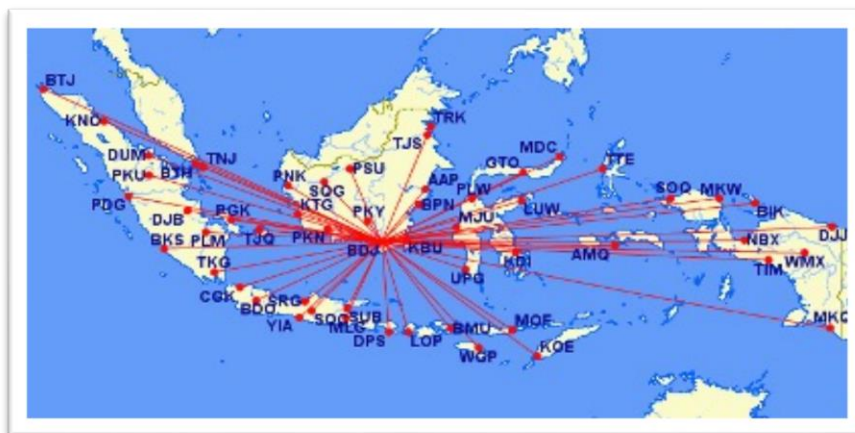 BTJ
TRK
KNO
TJS
MDC
DUM
TNJ
GTO
TTE
BTH
PSU
PKU
PNK
SQG
AAP
PLW
SOQ
MKW
PDG
KTG
BPN
LUW
BIK
DJB
PGK
PKY
MJU
DJJ
BKS
PLM
TJQ
PKN
BDJ
KBU
AMQ
NBX
WMX
TKG
UPG
KDI
TIM
CGK
BDO
SRG
YIA
SOC
SUB
MLG
DPS
LOP
BMU
MOF
MKQ
WGP
KOE